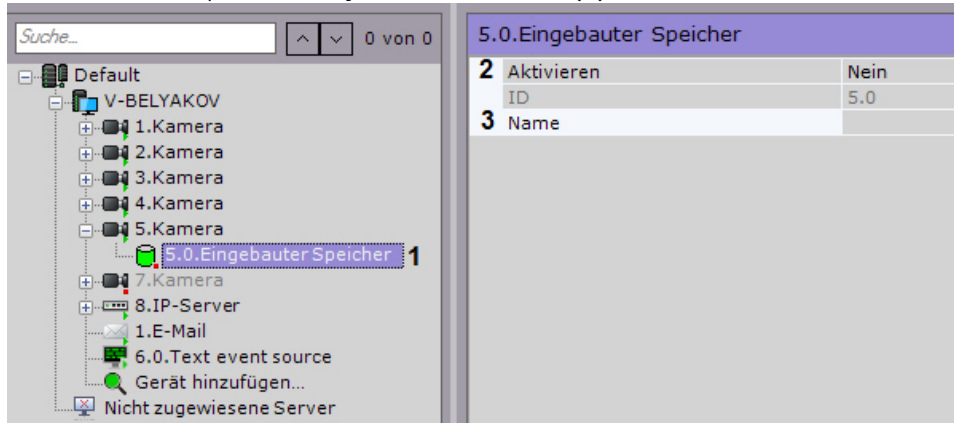 Suche...
0 von 0
Default
V-BELYAKOV
1.Kamera
2.Kamera
3.Kamera
4.Kamera
5.Kamera
5.0.Eingebauter Speicher 1
7.Kamera
8.IP-Server
1.E-Mail
6.0.Text event source
Gerät hinzufügen...
Nicht zugewiesene Server
5.0.Eingebauter Speicher
2 Aktivieren Nein
ID 5.0
3 Name